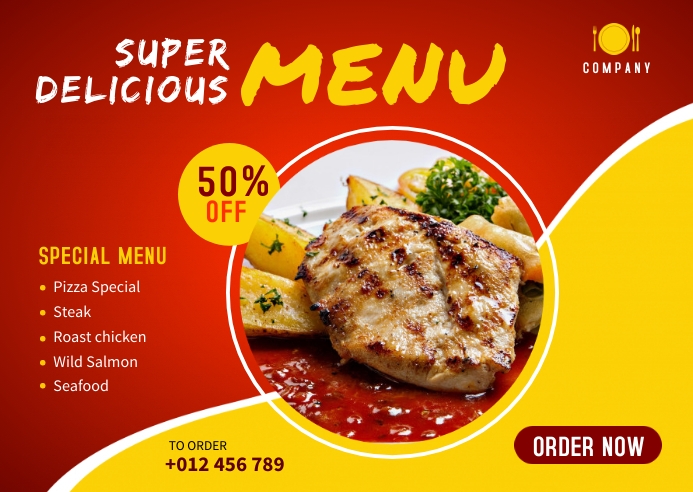 SUPER
DELICIOUS
MENU
COMPANY
50%
OFF
SPECIAL MENU
Pizza Special
Steak
Roast chicken
Wild Salmon
Seafood
TO ORDER
+012 456 789
ORDER NOW